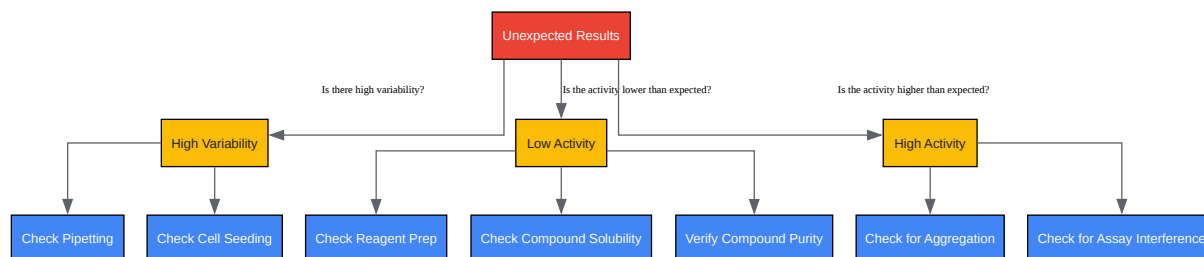 Unexpected Results
Is there high variability?
Is the activity lower than expected?
Is the activity higher than expected?
High Variability
Low Activity
High Activity
Check Pipetting
Check Cell Seeding
Check Reagent Prep
Check Compound Solubility
Verify Compound Purity
Check for Aggregation
Check for Assay Interference